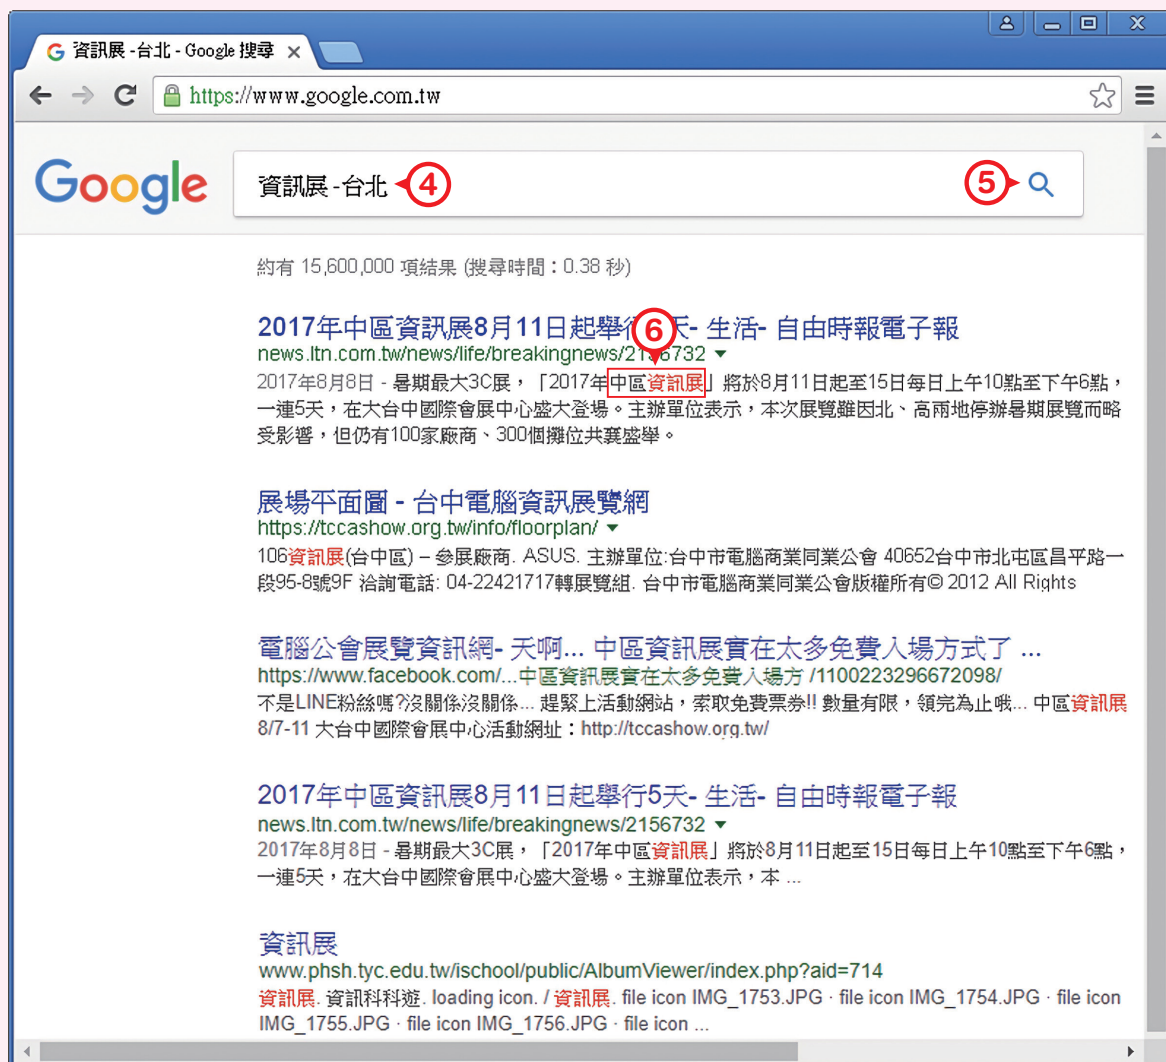 資訊展 -台北 - Google 搜尋
https://www.google.com.tw
Google
資訊展 -台北
4
5
約有 15,600,000 項結果 (搜尋時間：0.38 秒)
2017年中區資訊展8月11日起舉行 天- 生活- 自由時報電子報
6
news.ltn.com.tw/news/life/breakingnews/2156732
2017年8月8日 - 暑期最大3C展，「2017年中區資訊展」將於8月11日起至15日每日上午10點至下午6點，
一連5天，在大台中國際會展中心盛大登場。主辦單位表示，本次展覽雖因北、高兩地停辦暑期展覽而略
受影響，但仍有100家廠商、300個攤位共襄盛舉。
展場平面圖 - 台中電腦資訊展覽網
https://tccashow.org.tw/info/floorplan/
106資訊展(台中區) – 參展廠商. ASUS. 主辦單位:台中市電腦商業同業公會 40652台中市北屯區昌平路一
段95-8號9F 洽詢電話: 04-22421717轉展覽組. 台中市電腦商業同業公會版權所有© 2012 All Rights
電腦公會展覽資訊網- 天啊... 中區資訊展實在太多免費入場方式了 ...
https://www.facebook.com/...中區資訊展實在太多免費入場方 /1100223296672098/
不是LINE粉絲嗎?沒關係沒關係... 趕緊上活動網站，索取免費票券!! 數量有限，領完為止哦... 中區資訊展
8/7-11 大台中國際會展中心活動網址：http://tccashow.org.tw/
2017年中區資訊展8月11日起舉行5天- 生活- 自由時報電子報
news.ltn.com.tw/news/life/breakingnews/2156732
2017年8月8日 - 暑期最大3C展，「2017年中區資訊展」將於8月11日起至15日每日上午10點至下午6點，
一連5天，在大台中國際會展中心盛大登場。主辦單位表示，本 ...
資訊展
www.phsh.tyc.edu.tw/ischool/public/AlbumViewer/index.php?aid=714
資訊展. 資訊科科遊. loading icon. / 資訊展. file icon IMG_1753.JPG · file icon IMG_1754.JPG · file icon
IMG_1755.JPG · file icon IMG_1756.JPG · file icon ...